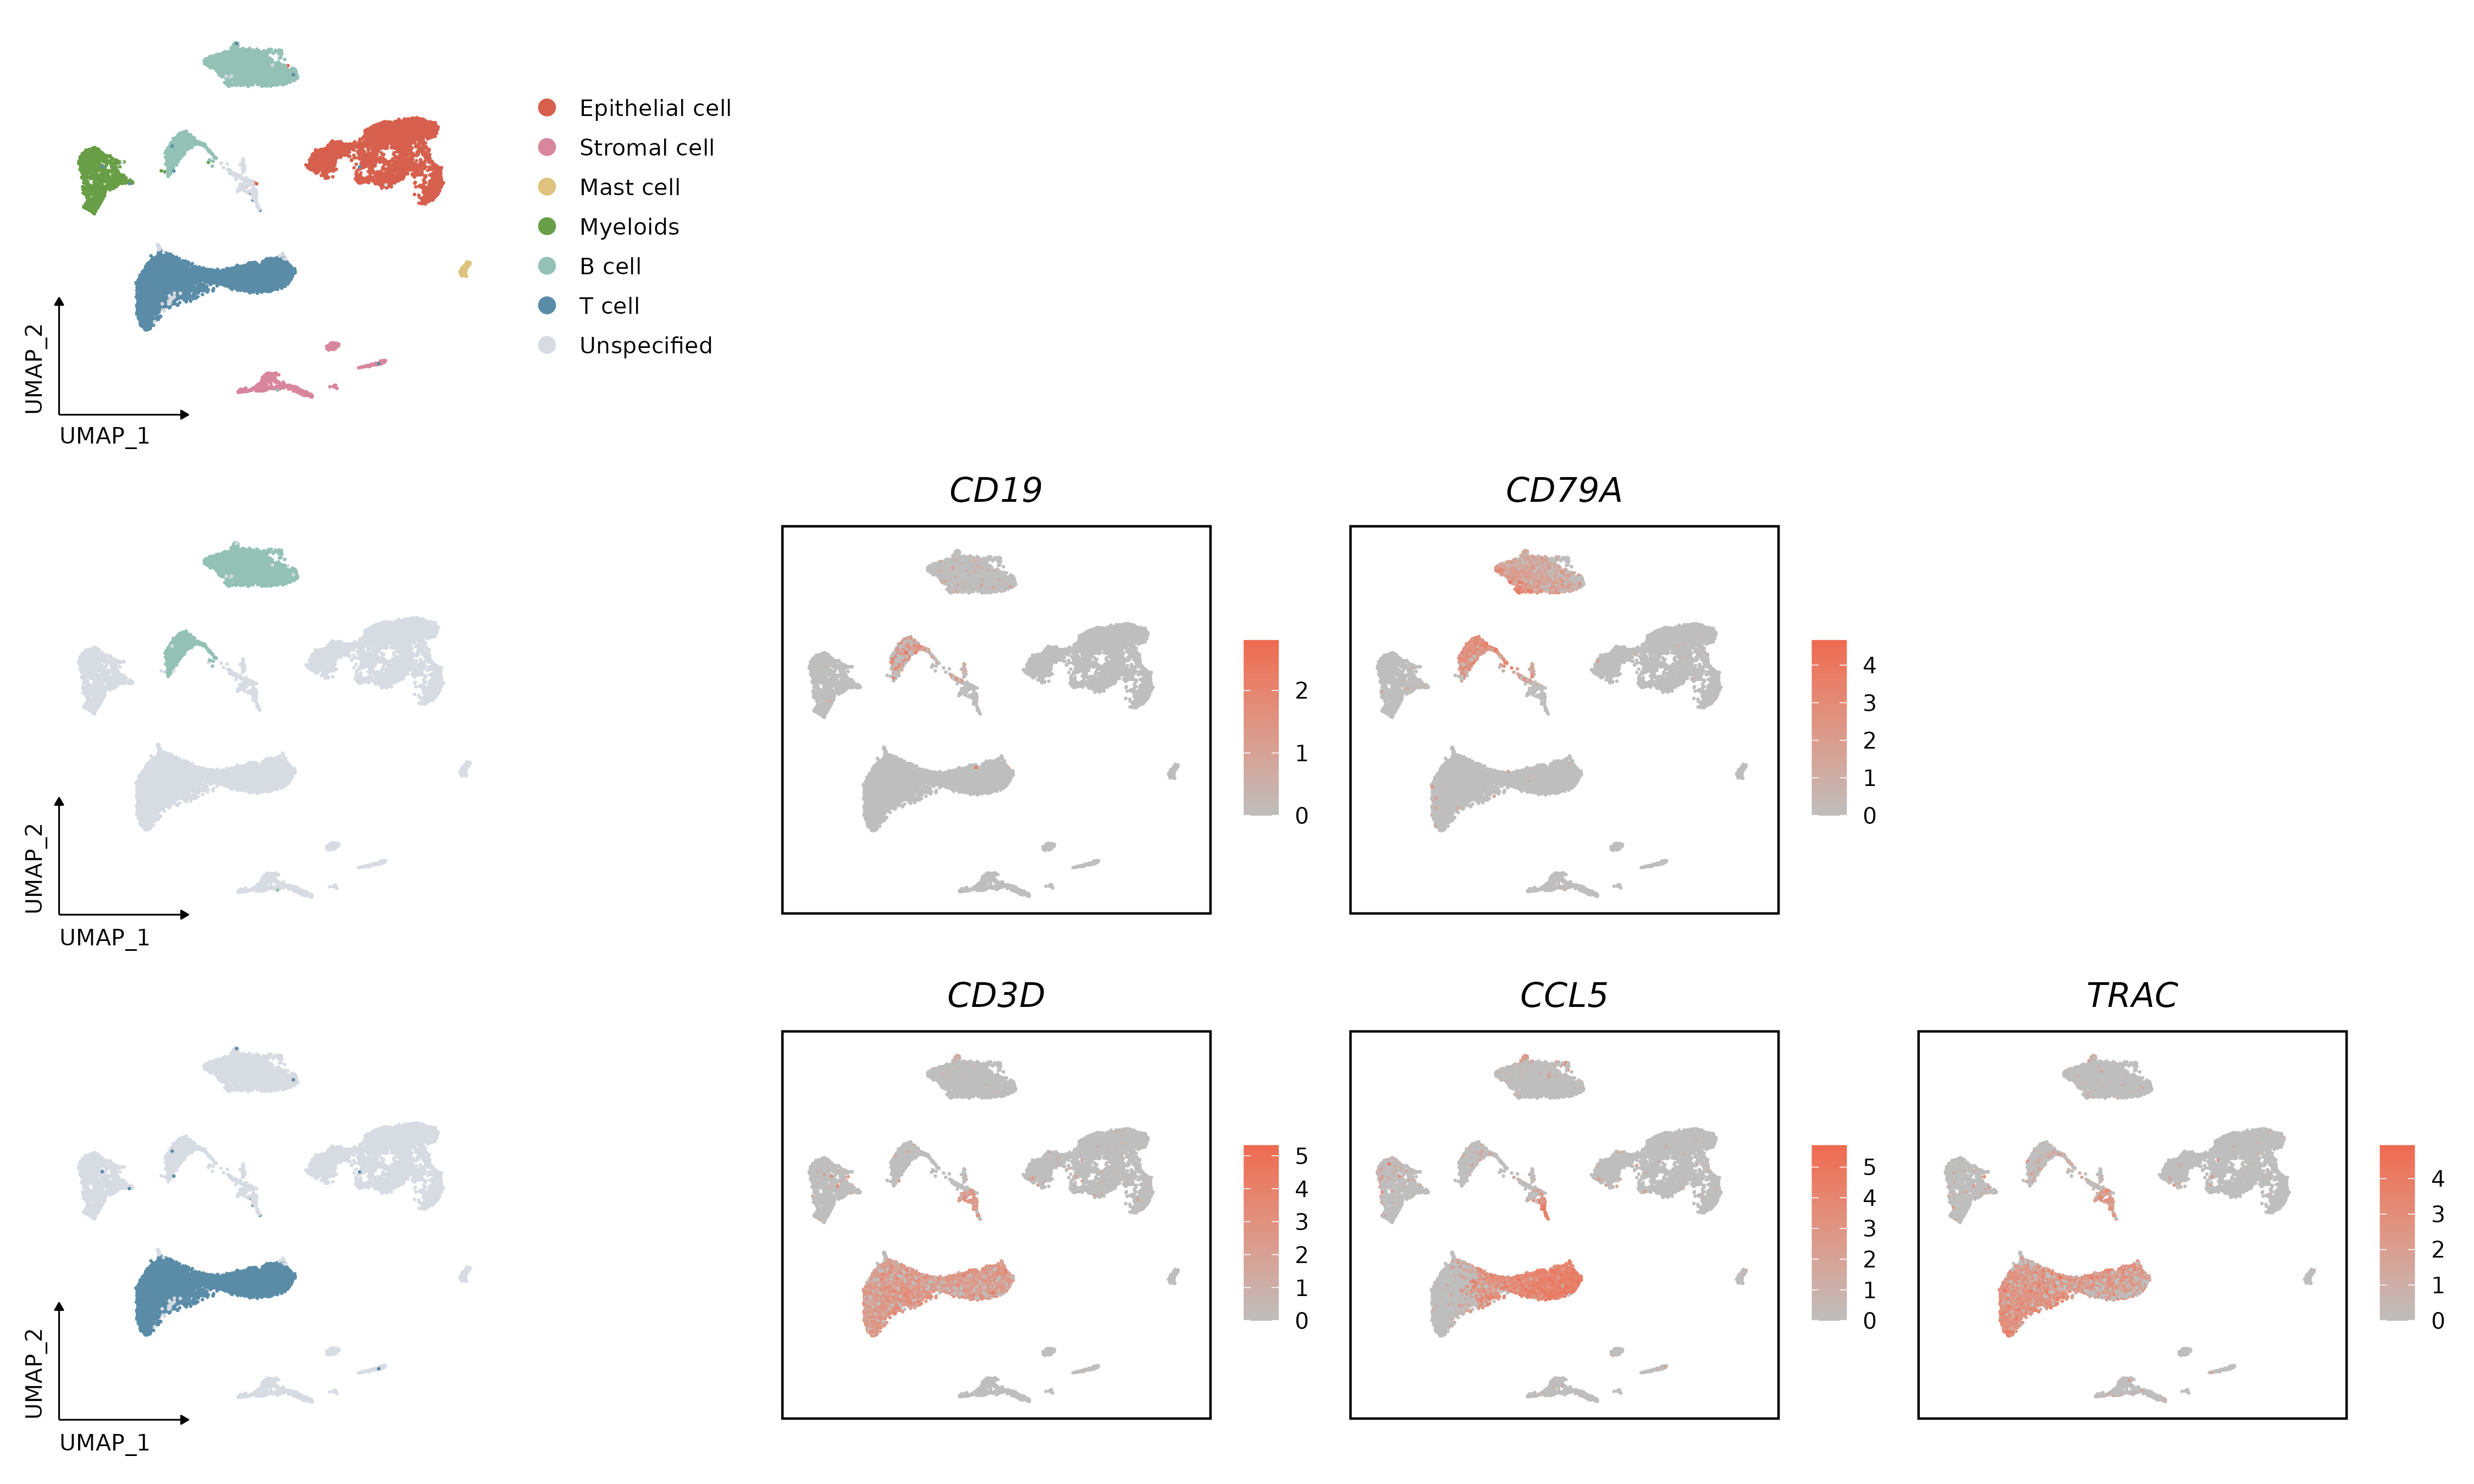 Epithelial cell
Stromal cell
Mast cell
Myeloids
B cell
T cell
Unspecified
UMAP_2
UMAP_1
CD19
CD79A
2
1
0
4
3
2
1
0
UMAP_2
UMAP_1
CD3D
CCL5
TRAC
5
4
3
2
1
0
5
4
3
2
1
0
4
3
2
1
0
UMAP_2
UMAP_1